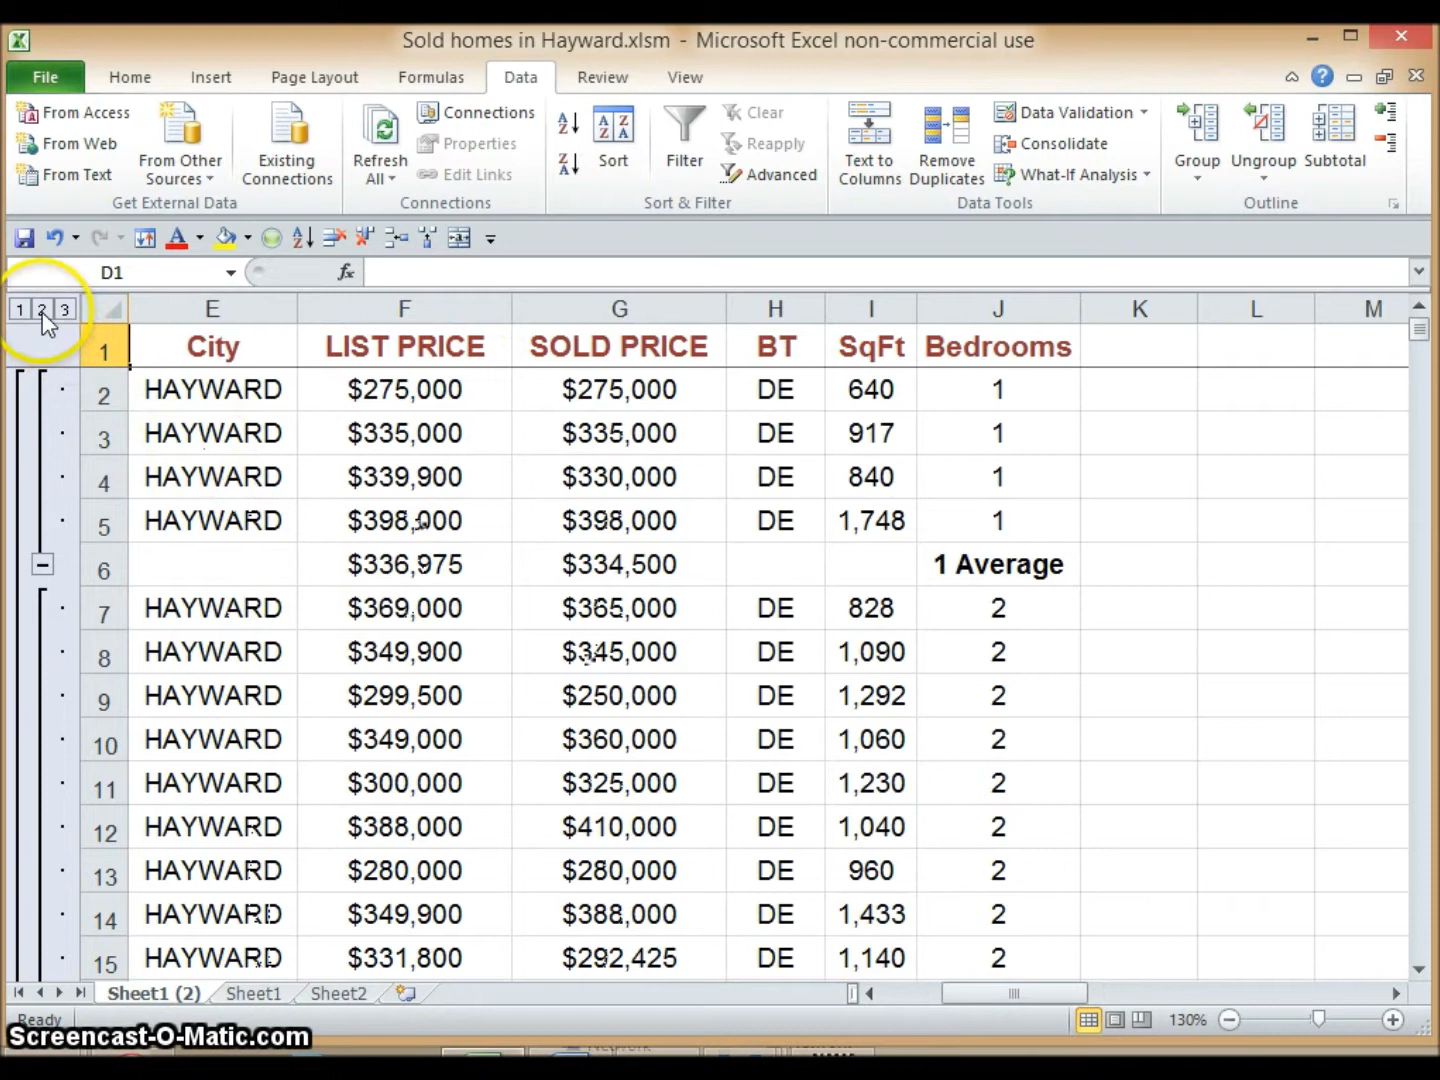 Sold homes in Hayward.xlsm - Microsoft Excel non-commercial use
File Home Insert Page Layout Formulas Data Review View
From Access
From Web
From Text
From Other Sources
Existing Connections
Get External Data
Refresh All
Connections
Properties
Edit Links
Connections
Sort
Filter
Clear
Reapply
Advanced
Sort & Filter
Text to Columns
Remove Duplicates
Data Validation
Consolidate
What-If Analysis
Data Tools
Group
Ungroup
Subtotal
Outline
D1 fx
1 2 3 E F G H I J K L M
1 City LIST PRICE SOLD PRICE BT SqFt Bedrooms
2 HAYWARD $275,000 $275,000 DE 640 1
3 HAYWARD $335,000 $335,000 DE 917 1
4 HAYWARD $339,900 $330,000 DE 840 1
5 HAYWARD $398,000 $398,000 DE 1,748 1
6 $336,975 $334,500 1 Average
7 HAYWARD $369,000 $365,000 DE 828 2
8 HAYWARD $349,900 $345,000 DE 1,090 2
9 HAYWARD $299,500 $250,000 DE 1,292 2
10 HAYWARD $349,000 $360,000 DE 1,060 2
11 HAYWARD $300,000 $325,000 DE 1,230 2
12 HAYWARD $388,000 $410,000 DE 1,040 2
13 HAYWARD $280,000 $280,000 DE 960 2
14 HAYWARD $349,900 $388,000 DE 1,433 2
15 HAYWARD $331,800 $292,425 DE 1,140 2
Sheet1 (2) Sheet1 Sheet2
Ready 130%
Screencast-O-Matic.com